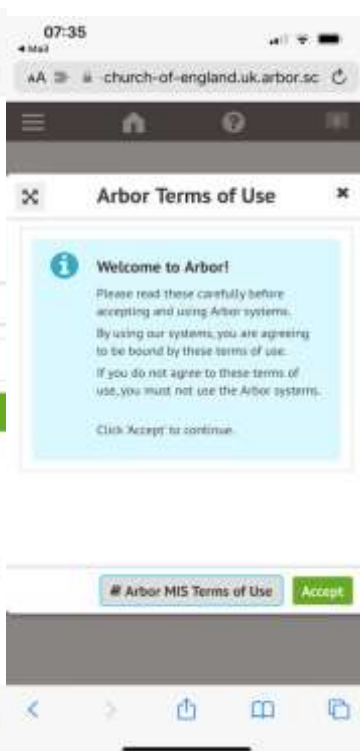 07:35
◀ Mail
AA church-of-england.uk.arbor.sc
Arbor Terms of Use
Welcome to Arbor!
Please read these carefully before
accepting and using Arbor systems.
By using our systems, you are agreeing
to be bound by these terms of use.
If you do not agree to these terms of
use, you must not use the Arbor systems.
Click 'Accept' to continue.
Arbor MIS Terms of Use
Accept